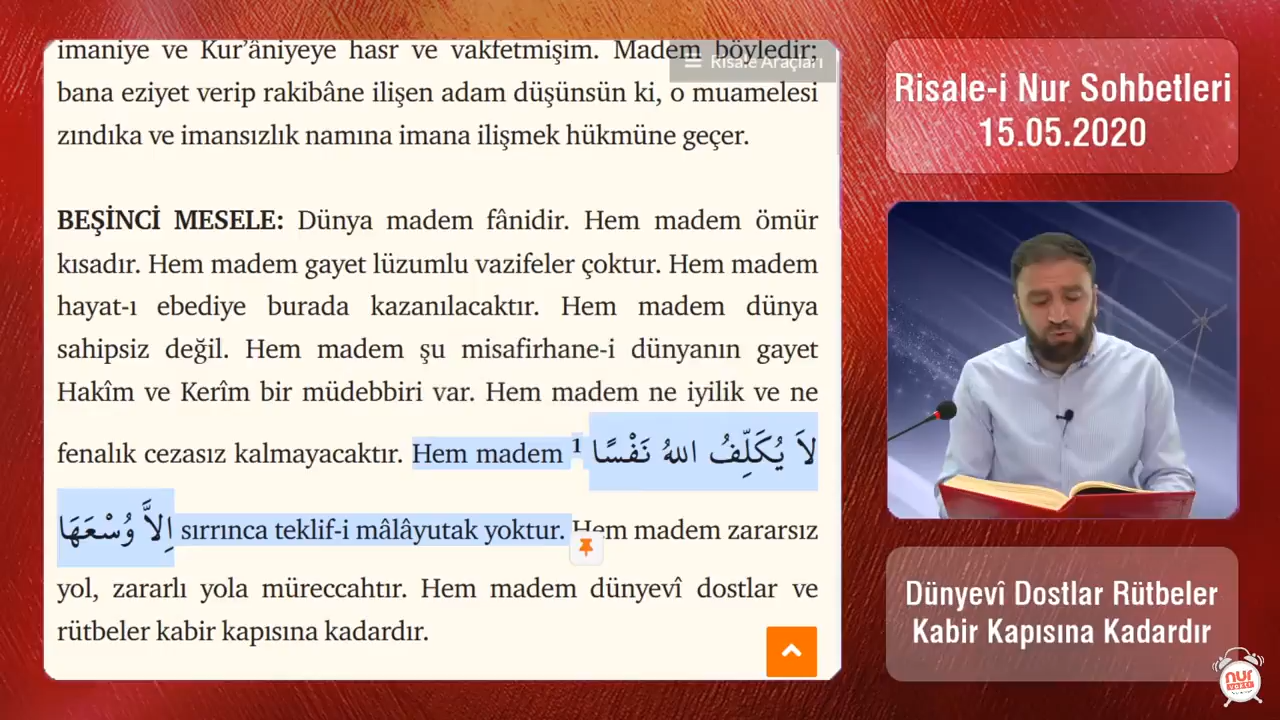 imaniye ve Kur'âniyeye hasr ve vakfetmişim. Madem böyledir;
Risale Araçları
bana eziyet verip rakibâne ilişen adam düşünsün ki, o muamelesi
zındıka ve imansızlık namına imana ilişmek hükmüne geçer.
BEŞİNCİ MESELE: Dünya madem fânidir. Hem madem ömür
kısadır. Hem madem gayet lüzumlu vazifeler çoktur. Hem madem
hayat-ı ebediye burada kazanılacaktır. Hem madem dünya
sahipsiz değil. Hem madem şu misafirhane-i dünyanın gayet
Hakîm ve Kerîm bir müdebbiri var. Hem madem ne iyilik ve ne
fenalık cezasız kalmayacaktır. Hem madem 1 لاَ يُكَلِّفُ اللهُ نَفْسًا
اِلاَّ وُسْعَهَا sırrınca teklif-i mâlâyutak yoktur. Hem madem zararsız
yol, zararlı yola müreccahtır. Hem madem dünyevî dostlar ve
rütbeler kabir kapısına kadardır.
Risale-i Nur Sohbetleri
15.05.2020
Dünyevî Dostlar Rütbeler
Kabir Kapısına Kadardır
nur